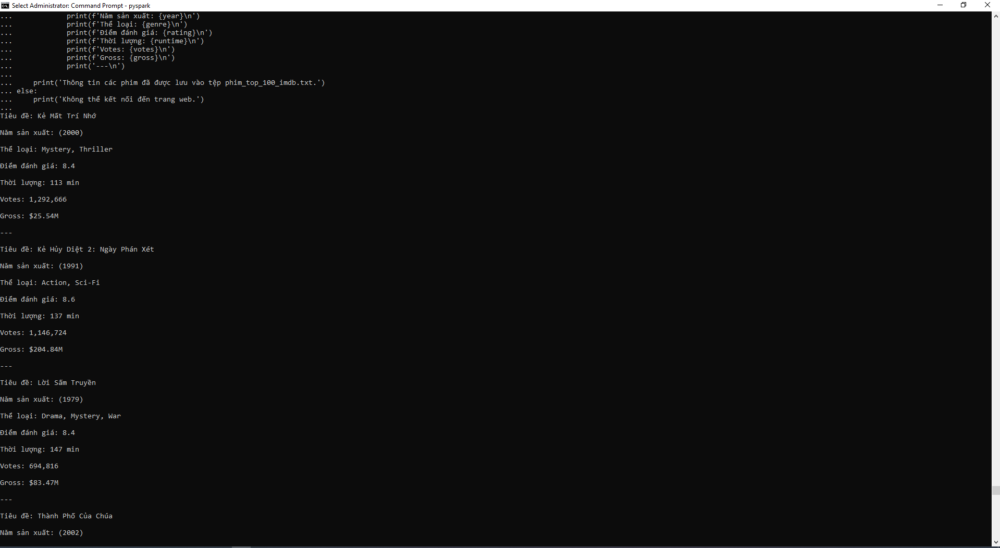 Select Administrator: Command Prompt - pyspark
...             print(f'Năm sản xuất: {year}\n')
...             print(f'Thể loại: {genre}\n')
...             print(f'Điểm đánh giá: {rating}\n')
...             print(f'Thời lượng: {runtime}\n')
...             print(f'Votes: {votes}\n')
...             print(f'Gross: {gross}\n')
...             print('---\n')
...
...     print('Thông tin các phim đã được lưu vào tệp phim_top_100_imdb.txt.')
... else:
...     print('Không thể kết nối đến trang web.')
...
Tiêu đề: Kẻ Mất Trí Nhớ
Năm sản xuất: (2000)
Thể loại: Mystery, Thriller
Điểm đánh giá: 8.4
Thời lượng: 113 min
Votes: 1,292,666
Gross: $25.54M
---
Tiêu đề: Kẻ Hủy Diệt 2: Ngày Phán Xét
Năm sản xuất: (1991)
Thể loại: Action, Sci-Fi
Điểm đánh giá: 8.6
Thời lượng: 137 min
Votes: 1,146,724
Gross: $204.84M
---
Tiêu đề: Lời Sấm Truyền
Năm sản xuất: (1979)
Thể loại: Drama, Mystery, War
Điểm đánh giá: 8.4
Thời lượng: 147 min
Votes: 694,816
Gross: $83.47M
---
Tiêu đề: Thành Phố Của Chúa
Năm sản xuất: (2002)